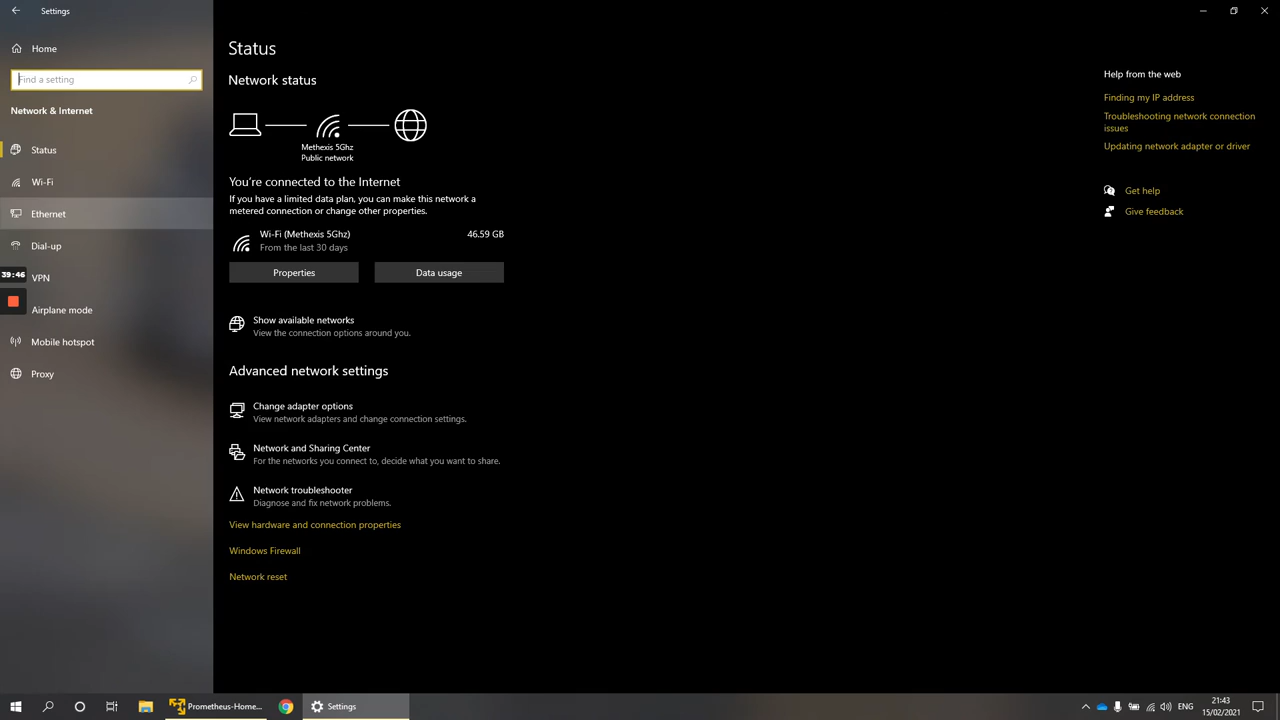 Settings
Home
Find a setting
Network & Internet
Status
Wi-Fi
Ethernet
Dial-up
39:46
VPN
Airplane mode
Mobile hotspot
Proxy
Status
Network status
Methexis 5Ghz
Public network
You're connected to the Internet
If you have a limited data plan, you can make this network a
metered connection or change other properties.
Wi-Fi (Methexis 5Ghz)
46.59 GB
From the last 30 days
Properties
Data usage
Show available networks
View the connection options around you.
Advanced network settings
Change adapter options
View network adapters and change connection settings.
Network and Sharing Center
For the networks you connect to, decide what you want to share.
Network troubleshooter
Diagnose and fix network problems.
View hardware and connection properties
Windows Firewall
Network reset
Help from the web
Finding my IP address
Troubleshooting network connection
issues
Updating network adapter or driver
Get help
Give feedback
Prometheus-Home...
Settings
ENG
21:43
15/02/2021